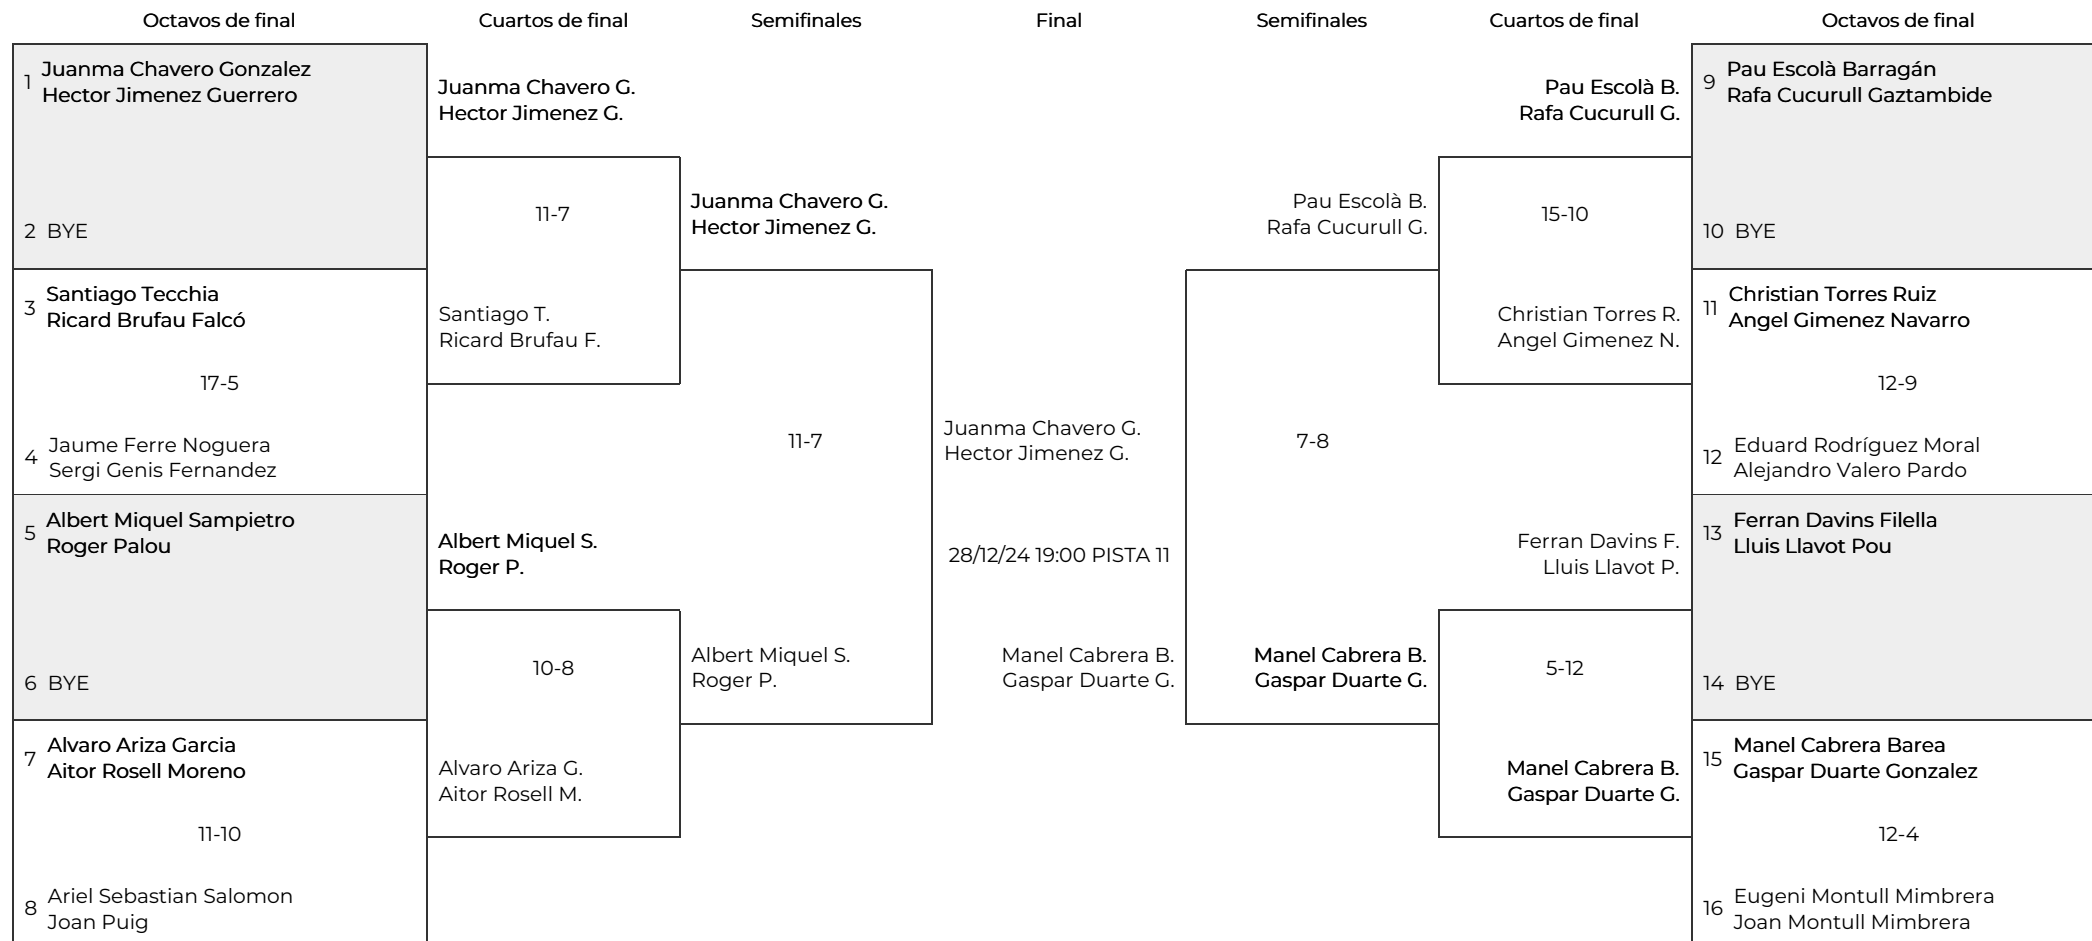 Octavos de final
Cuartos de final
Semifinales
Final
Semifinales
Cuartos de final
Octavos de final
1
Juanma Chavero Gonzalez
Hector Jimenez Guerrero
2 BYE
3
Santiago Tecchia
Ricard Brufau Falcó
17-5
4
Jaume Ferre Noguera
Sergi Genis Fernandez
5
Albert Miquel Sampietro
Roger Palou
6 BYE
7
Alvaro Ariza Garcia
Aitor Rosell Moreno
11-10
8
Ariel Sebastian Salomon
Joan Puig
Juanma Chavero G.
Hector Jimenez G.
11-7
Santiago T.
Ricard Brufau F.
Albert Miquel S.
Roger P.
10-8
Alvaro Ariza G.
Aitor Rosell M.
Juanma Chavero G.
Hector Jimenez G.
11-7
Albert Miquel S.
Roger P.
Juanma Chavero G.
Hector Jimenez G.
28/12/24 19:00 PISTA 11
Manel Cabrera B.
Gaspar Duarte G.
Pau Escolà B.
Rafa Cucurull G.
7-8
Manel Cabrera B.
Gaspar Duarte G.
Pau Escolà B.
Rafa Cucurull G.
15-10
Christian Torres R.
Angel Gimenez N.
Ferran Davins F.
Lluis Llavot P.
5-12
Manel Cabrera B.
Gaspar Duarte G.
9
Pau Escolà Barragán
Rafa Cucurull Gaztambide
10 BYE
11
Christian Torres Ruiz
Angel Gimenez Navarro
12-9
12
Eduard Rodríguez Moral
Alejandro Valero Pardo
13
Ferran Davins Filella
Lluis Llavot Pou
14 BYE
15
Manel Cabrera Barea
Gaspar Duarte Gonzalez
12-4
16
Eugeni Montull Mimbrera
Joan Montull Mimbrera